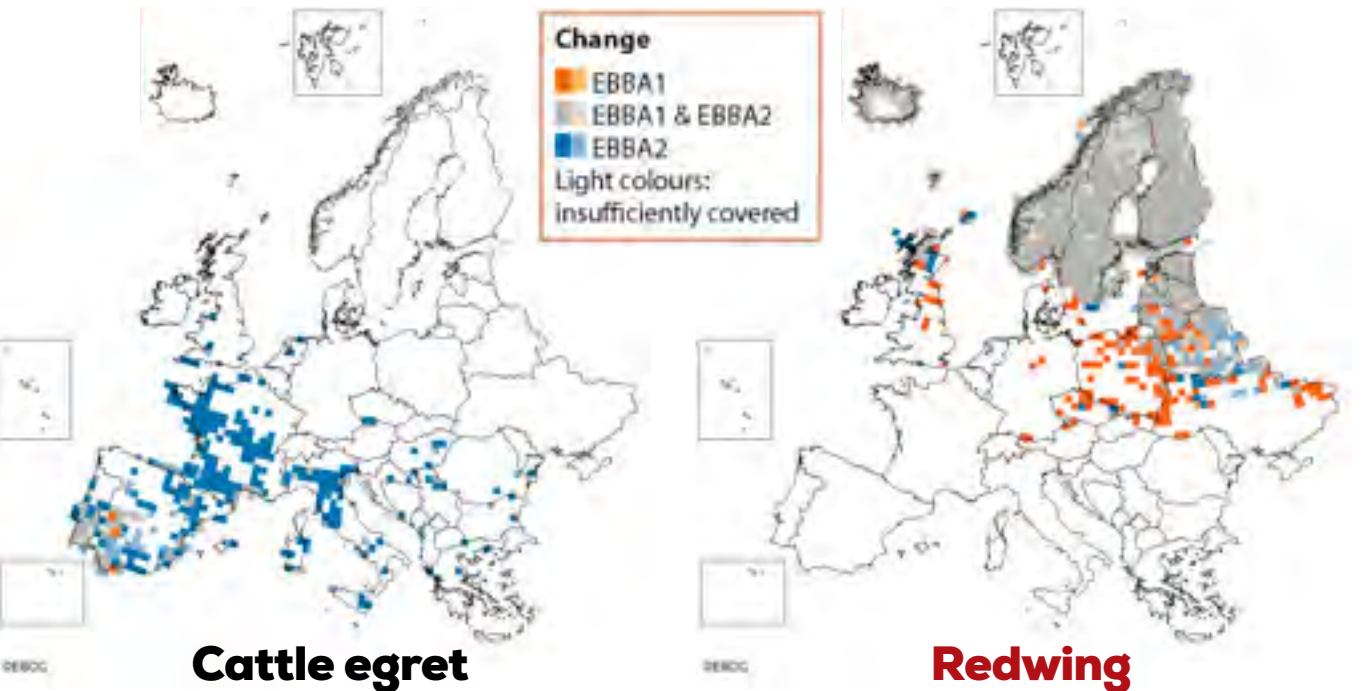 Change
EBBA1
EBBA1 & EBBA2
EBBA2
Light colours:
insufficiently covered
Cattle egret
Redwing